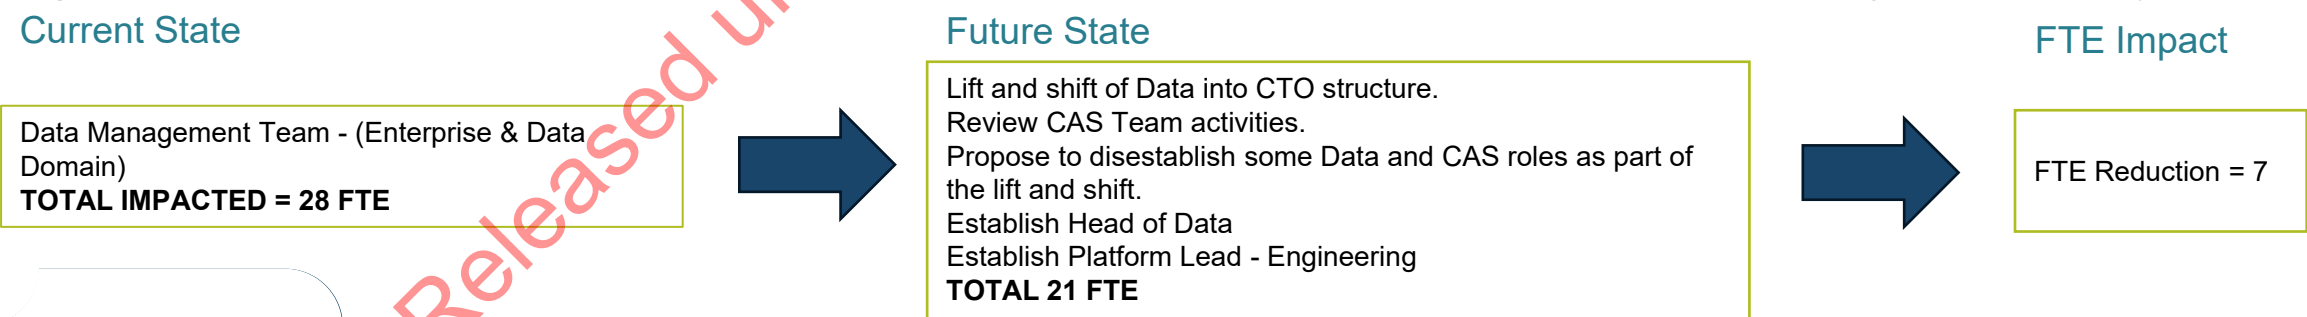 Current State
Data Management Team - (Enterprise & Data
Domain)
TOTAL IMPACTED = 28 FTE
Future State
Lift and shift of Data into CTO structure.
Review CAS Team activities.
Propose to disestablish some Data and CAS roles as part of
the lift and shift.
Establish Head of Data
Establish Platform Lead - Engineering
TOTAL 21 FTE
FTE Impact
FTE Reduction = 7
Released